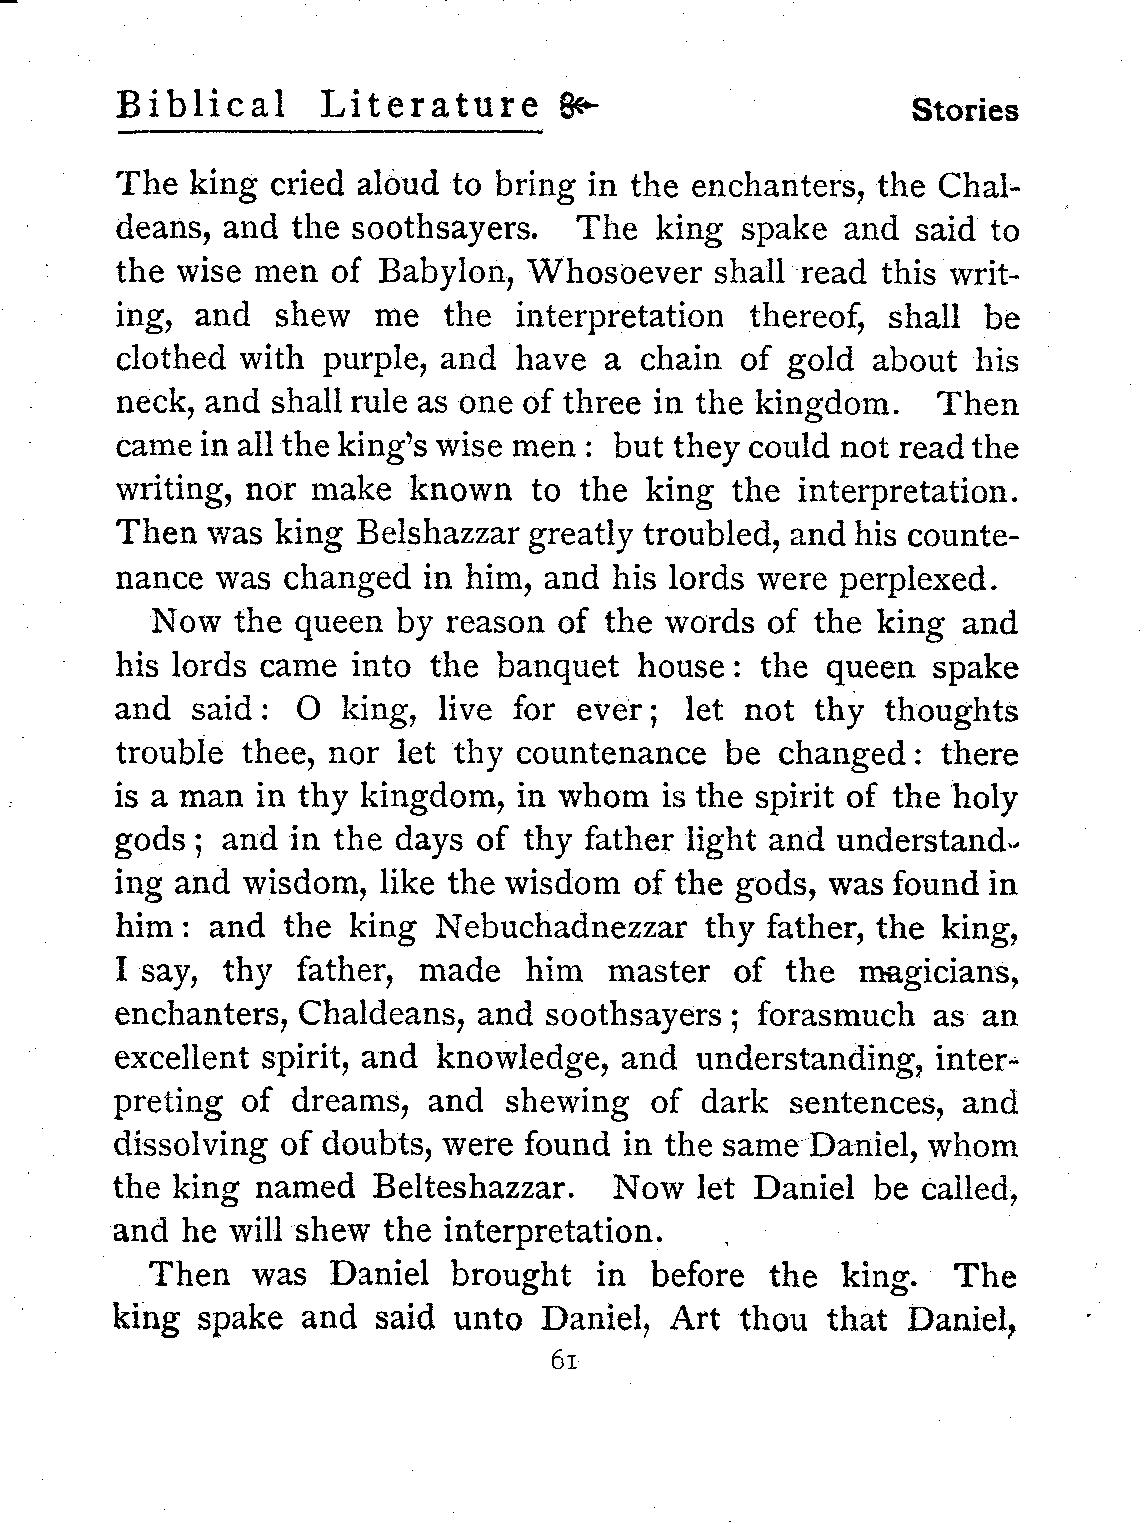 Biblical Literature Stories
The king cried aloud to bring in the enchanters, the Chal-
deans, and the soothsayers. The king spake and said to
the wise men of Babylon, Whosoever shall read this writ-
ing, and shew me the interpretation thereof, shall be
clothed with purple, and have a chain of gold about his
neck, and shall rule as one of three in the kingdom. Then
came in all the king's wise men : but they could not read the
writing, nor make known to the king the interpretation.
Then was king Belshazzar greatly troubled, and his counte-
nance was changed in him, and his lords were perplexed.
Now the queen by reason of the words of the king and
his lords came into the banquet house : the queen spake
and said : O king, live for ever ; let not thy thoughts
trouble thee, nor let thy countenance be changed : there
is a man in thy kingdom, in whom is the spirit of the holy
gods ; and in the days of thy father light and understand-
ing and wisdom, like the wisdom of the gods, was found in
him : and the king Nebuchadnezzar thy father, the king,
I say, thy father, made him master of the magicians,
enchanters, Chaldeans, and soothsayers ; forasmuch as an
excellent spirit, and knowledge, and understanding, inter-
preting of dreams, and shewing of dark sentences, and
dissolving of doubts, were found in the same Daniel, whom
the king named Belteshazzar. Now let Daniel be called,
and he will shew the interpretation.
Then was Daniel brought in before the king. The
king spake and said unto Daniel, Art thou that Daniel,
61